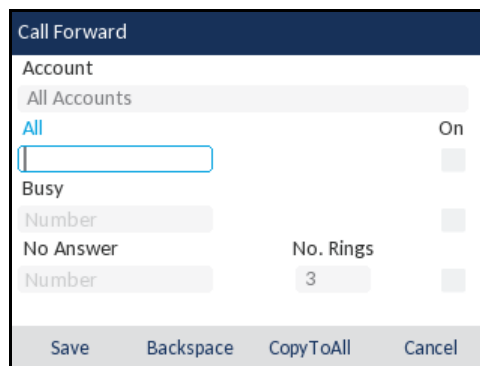 Call Forward
Account
All Accounts
All On
Busy
Number
No Answer No. Rings
Number 3
Save Backspace CopyToAll Cancel